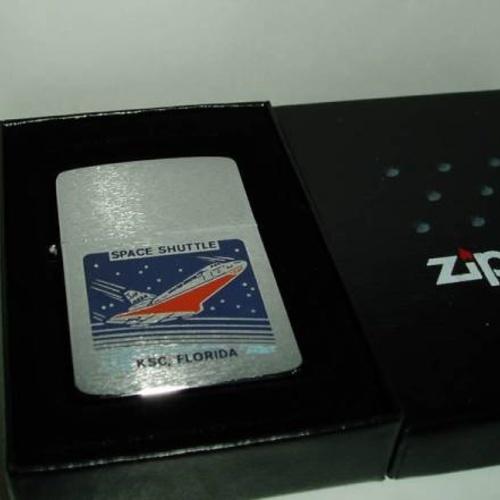 SPACE SHUTTLE
KSC, FLORIDA
zip